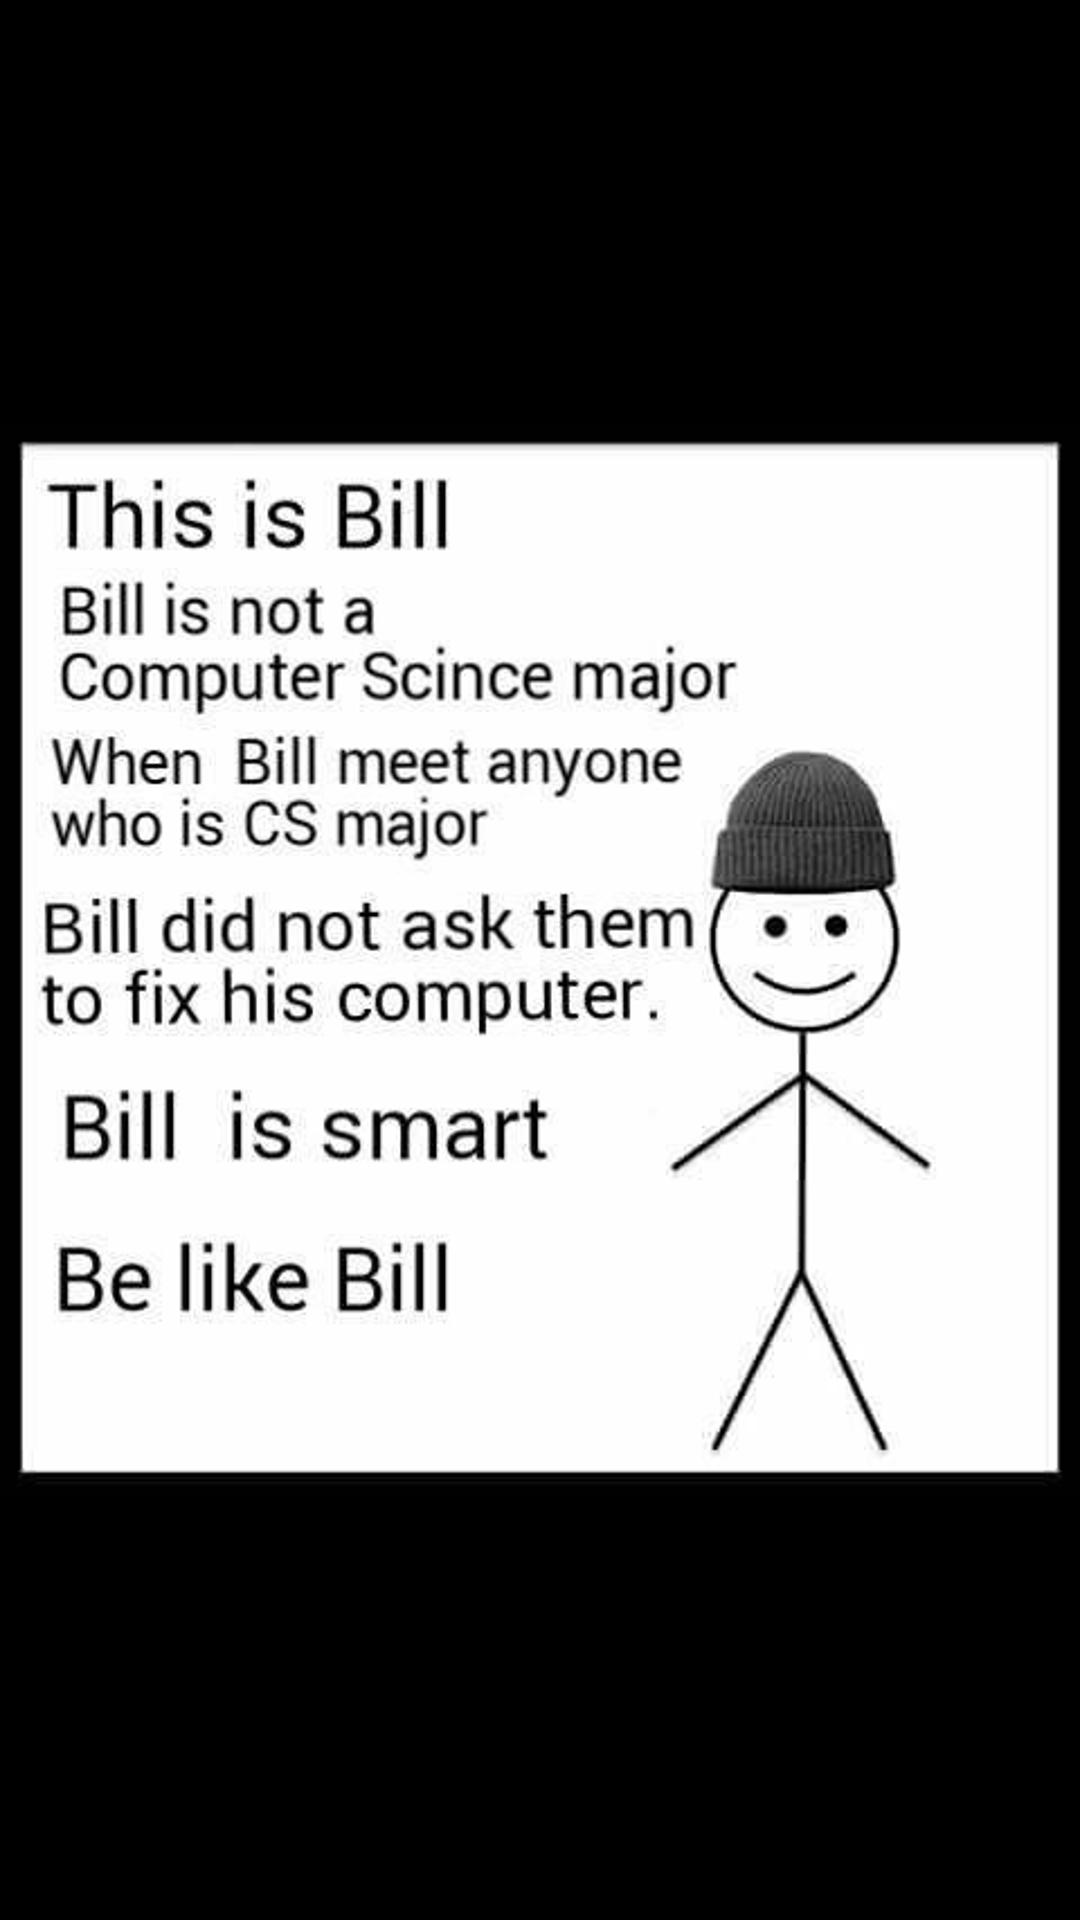 This is Bill
Bill is not a
Computer Scince major
When Bill meet anyone
who is CS major
Bill did not ask them
to fix his computer.
Bill is smart
Be like Bill